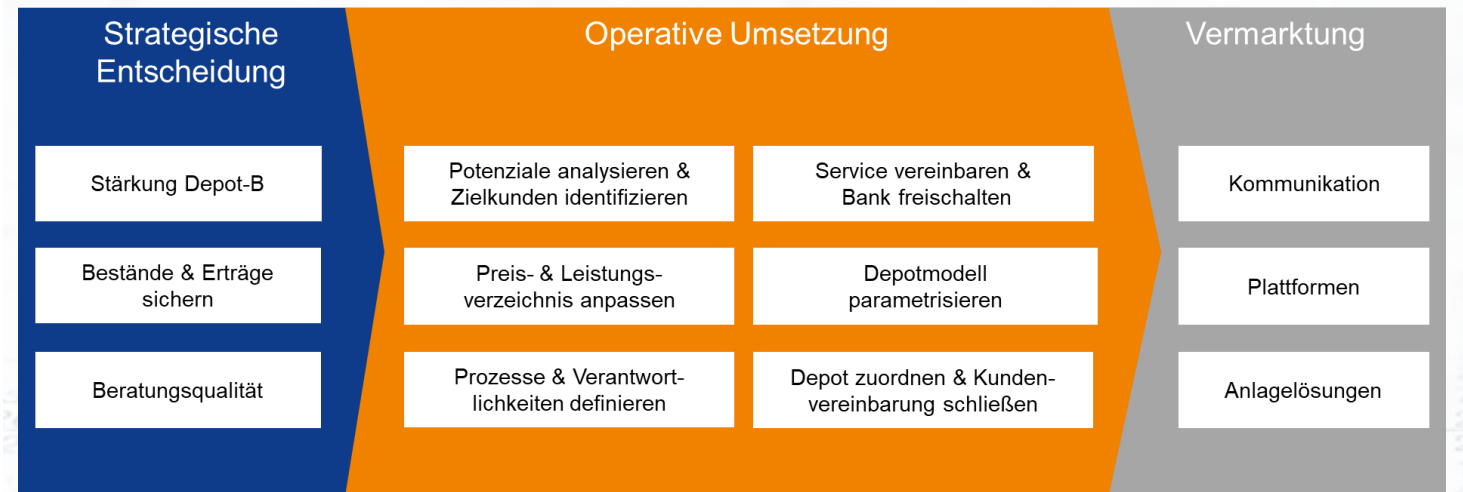 Strategische
Entscheidung
Operative Umsetzung
Vermarktung
Stärkung Depot-B
Bestände & Erträge
sichern
Beratungsqualität
Potenziale analysieren &
Zielkunden identifizieren
Preis- & Leistungs-
verzeichnis anpassen
Prozesse & Verantwort-
lichkeiten definieren
Service vereinbaren &
Bank freischalten
Depotmodell
parametrisieren
Depot zuordnen & Kunden-
vereinbarung schließen
Kommunikation
Plattformen
Anlagelösungen